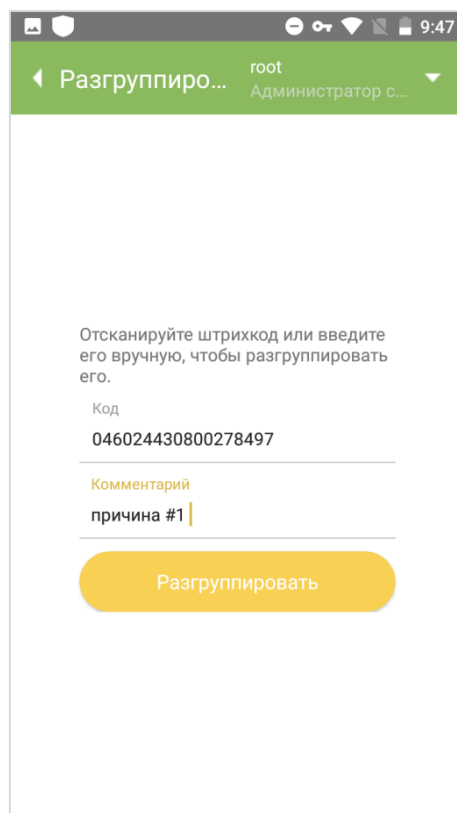 9:47
Разгруппиро...
root
Администратор с...
Отсканируйте штрихкод или введите
его вручную, чтобы разгруппировать
его.
Код
046024430800278497
Комментарий
причина #1
Разгруппировать